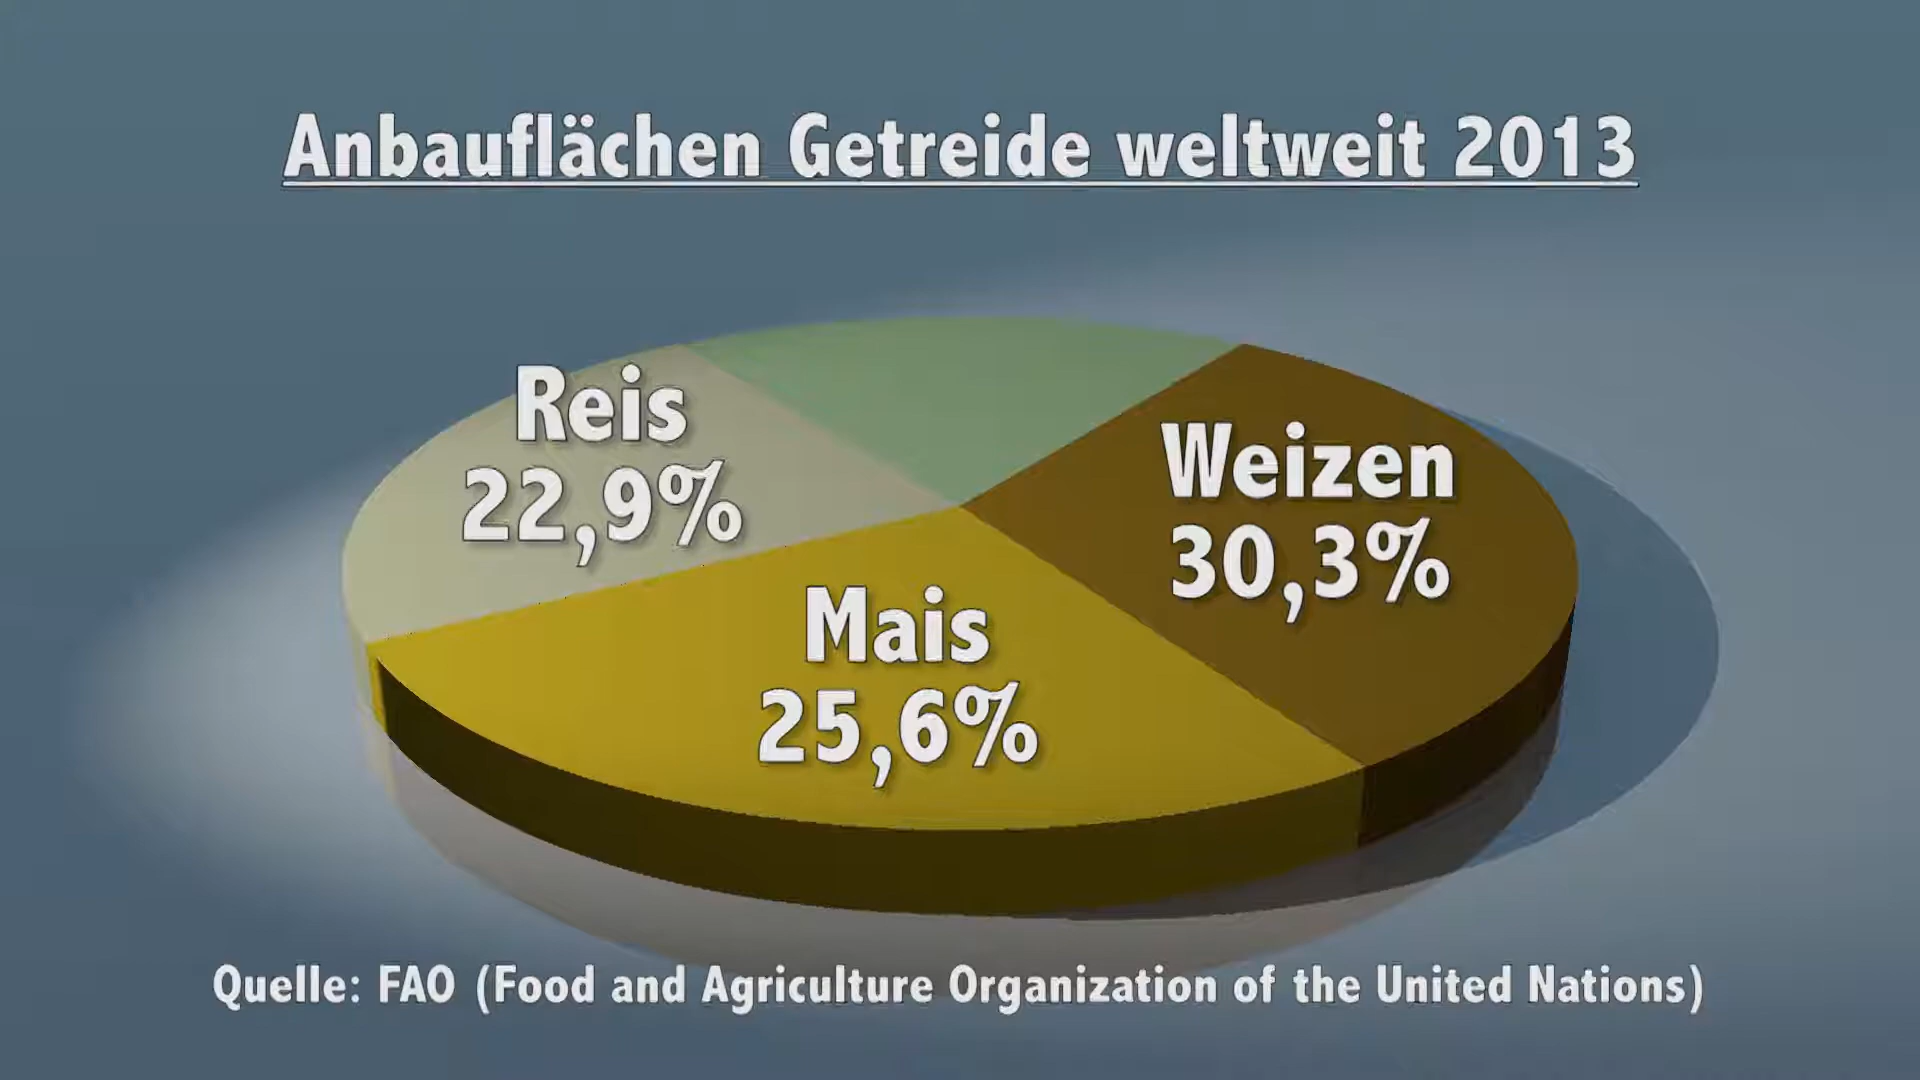 Anbauflächen Getreide weltweit 2013
Reis
22,9%
Weizen
30,3%
Mais
25,6%
Quelle: FAO (Food and Agriculture Organization of the United Nations)